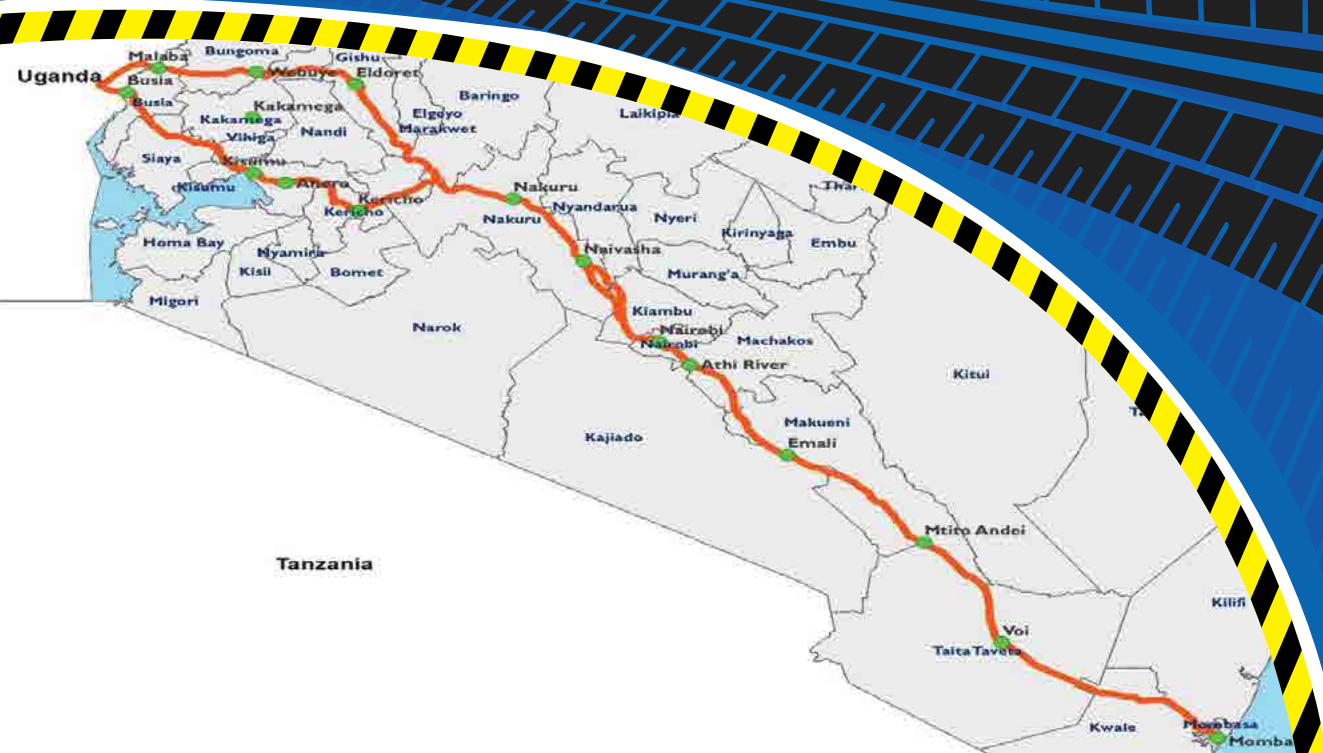 Malaba
Bungoma
Gishu
Uganda
Busia
Webuye
Eldoret
Busia
Baringo
Kakamega
Kakamega
Elgeyo
Marakwet
Laikipia
Vihiga
Nandi
Siaya
Kisumu
Kisumu
Ahero
Kericho
Kericho
Nakuru
Nakuru
Nyandarua
Nyeri
Kirinyaga
Embu
Homa Bay
Nyamira
Kisii
Bomet
Naivasha
Murang'a
Migori
Kiambu
Narok
Nairobi
Nairobi
Machakos
Athi River
Kitui
Makueni
Kajiado
Emali
Mtito Andei
Tanzania
Kilifi
Voi
Taita Taveta
Kwale
Mombasa
Momba